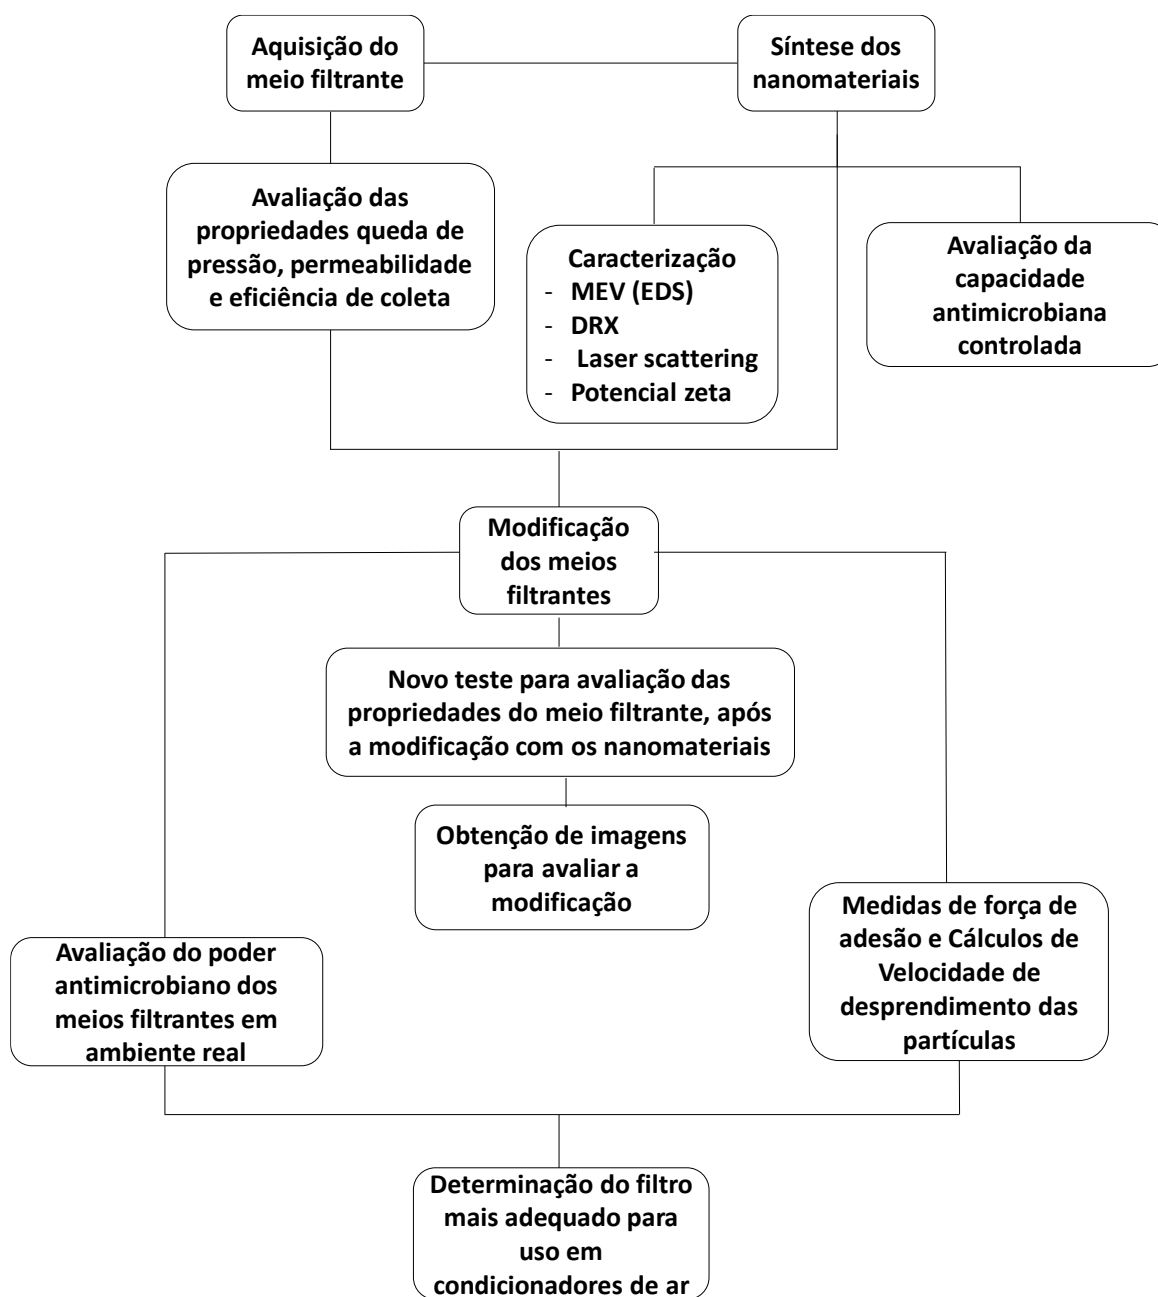 Aquisição do
meio filtrante
Síntese dos
nanomateriais
Avaliação das
propriedades queda de
pressão, permeabilidade
e eficiência de coleta
Caracterização
- MEV (EDS)
- DRX
- Laser scattering
- Potencial zeta
Avaliação da
capacidade
antimicrobiana
controlada
Modificação
dos meios
filtrantes
Novo teste para avaliação das
propriedades do meio filtrante, após
a modificação com os nanomateriais
Obtenção de imagens
para avaliar a
modificação
Avaliação do poder
antimicrobiano dos
meios filtrantes em
ambiente real
Medidas de força de
adesão e Cálculos de
Velocidade de
desprendimento das
partículas
Determinação do filtro
mais adequado para
uso em
condicionadores de ar